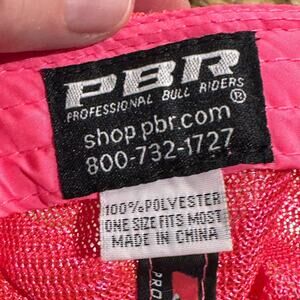 PBR
PROFESSIONAL BULL RIDERS®
shop.pbr.com
800-732-1727
100%POLYESTER
ONE SIZE FITS MOST
MADE IN CHINA
PRO